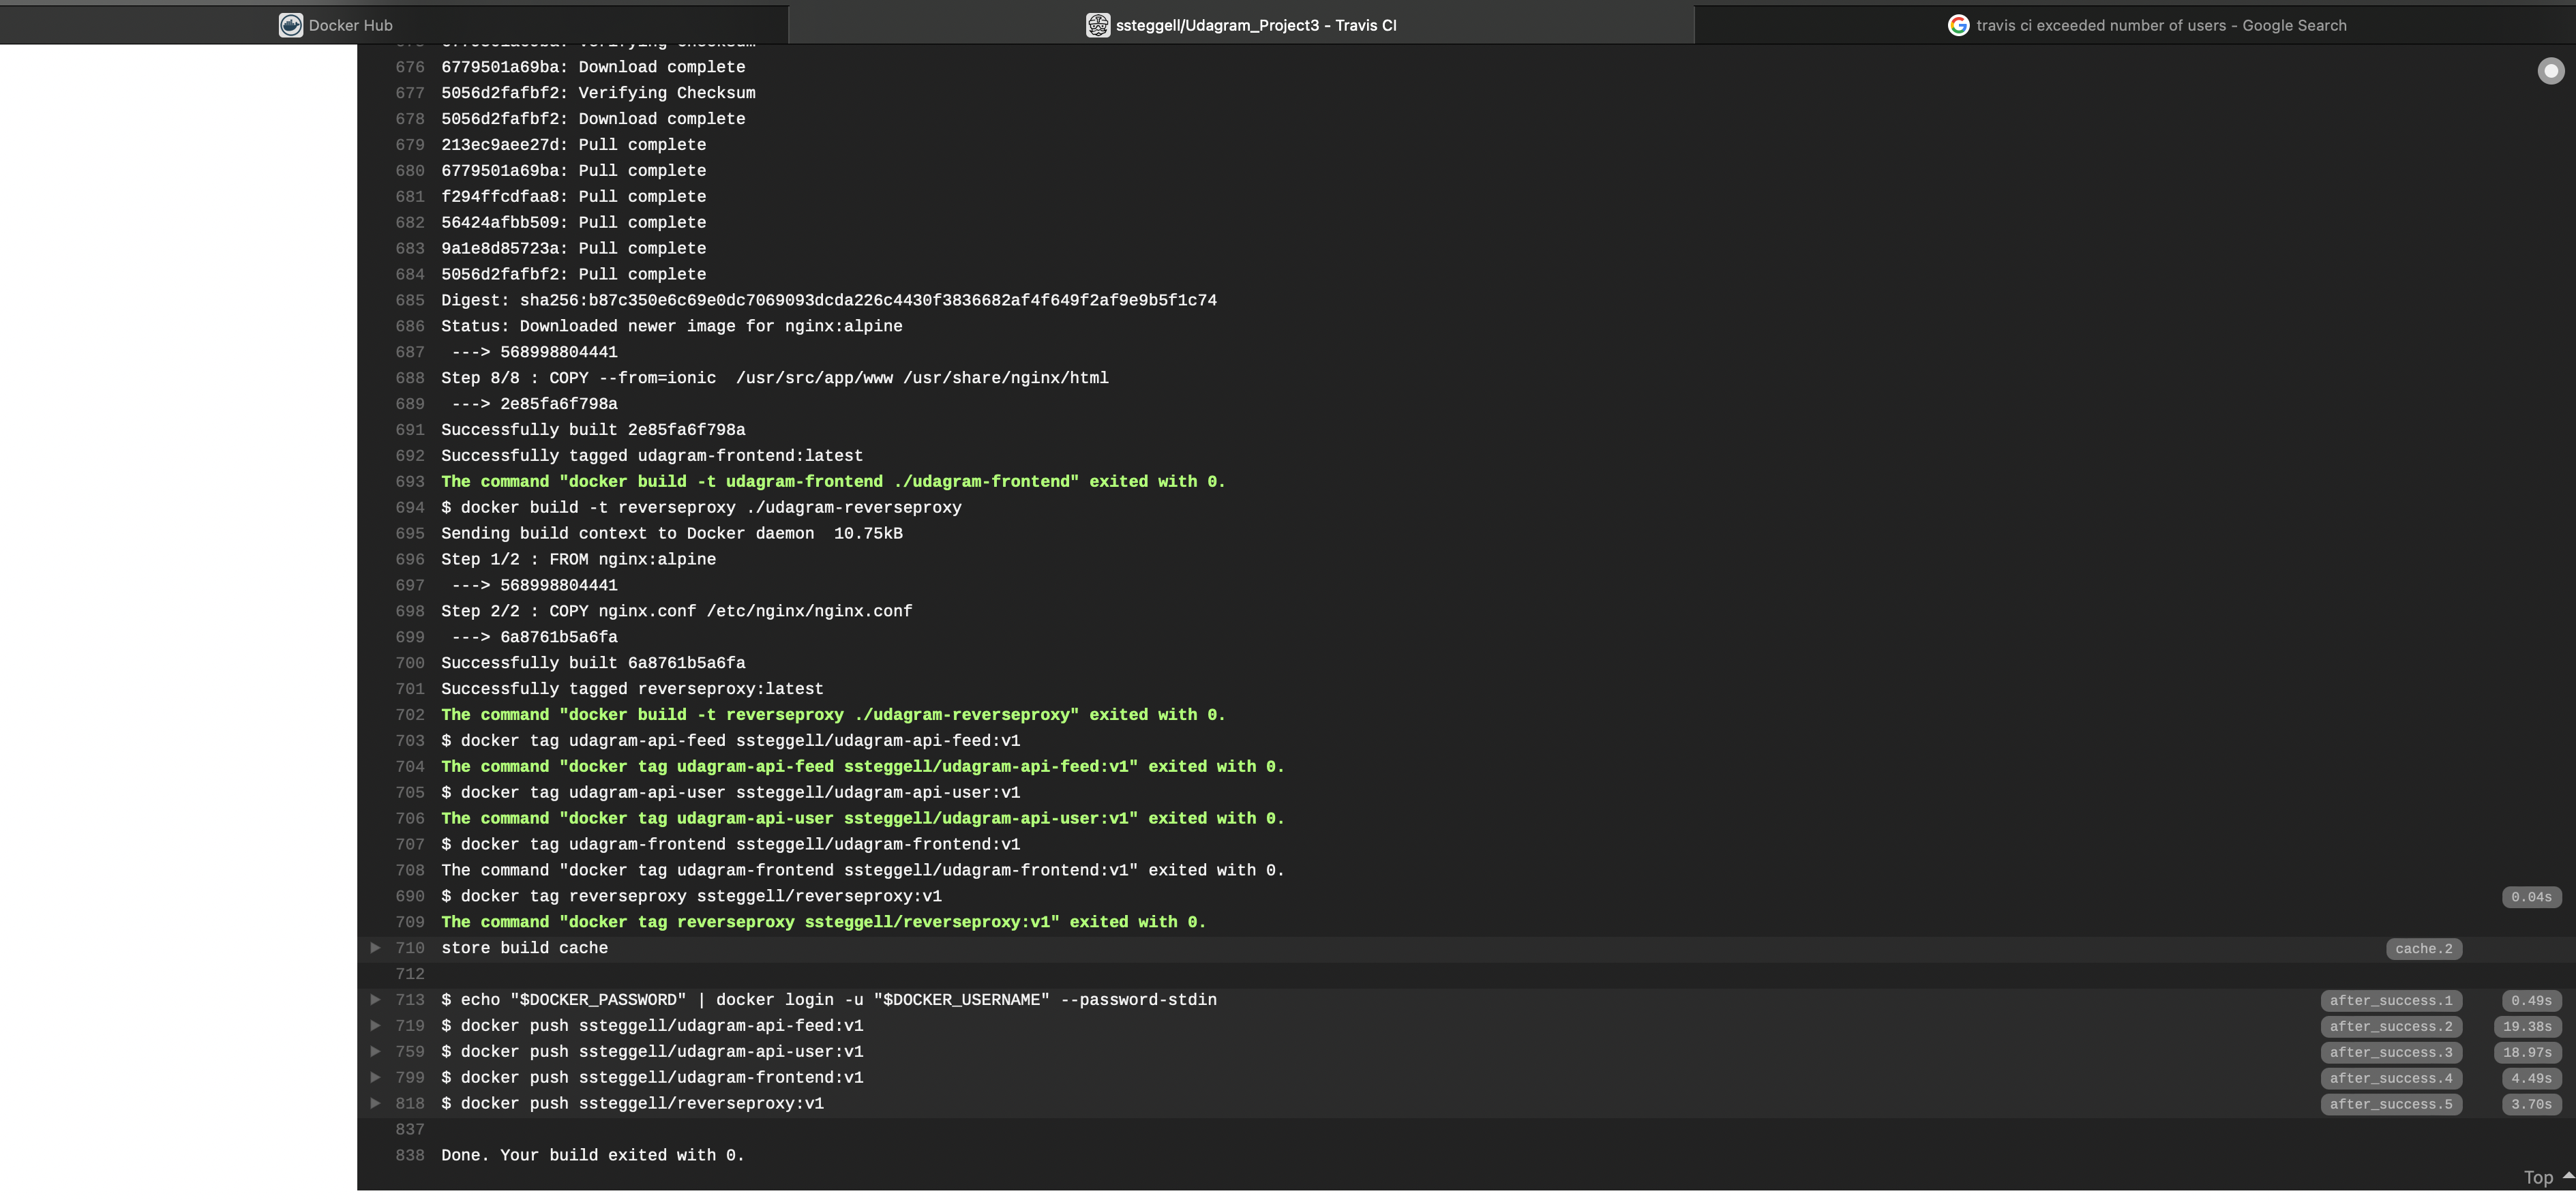 Docker Hub
ssteggell/Udagram_Project3 - Travis CI
travis ci exceeded number of users - Google Search
676 6779501a69ba: Download complete
677 5056d2fafbf2: Verifying Checksum
678 5056d2fafbf2: Download complete
679 213ec9aee27d: Pull complete
680 6779501a69ba: Pull complete
681 f294ffcdfaa8: Pull complete
682 56424afbb509: Pull complete
683 9a1e8d85723a: Pull complete
684 5056d2fafbf2: Pull complete
685 Digest: sha256:b87c350e6c69e0dc7069093dcda226c4430f3836682af4f649f2af9e9b5f1c74
686 Status: Downloaded newer image for nginx:alpine
687 ---> 568998804441
688 Step 8/8 : COPY --from=ionic  /usr/src/app/www /usr/share/nginx/html
689 ---> 2e85fa6f798a
691 Successfully built 2e85fa6f798a
692 Successfully tagged udagram-frontend:latest
693 The command "docker build -t udagram-frontend ./udagram-frontend" exited with 0.
694 $ docker build -t reverseproxy ./udagram-reverseproxy
695 Sending build context to Docker daemon  10.75kB
696 Step 1/2 : FROM nginx:alpine
697 ---> 568998804441
698 Step 2/2 : COPY nginx.conf /etc/nginx/nginx.conf
699 ---> 6a8761b5a6fa
700 Successfully built 6a8761b5a6fa
701 Successfully tagged reverseproxy:latest
702 The command "docker build -t reverseproxy ./udagram-reverseproxy" exited with 0.
703 $ docker tag udagram-api-feed ssteggell/udagram-api-feed:v1
704 The command "docker tag udagram-api-feed ssteggell/udagram-api-feed:v1" exited with 0.
705 $ docker tag udagram-api-user ssteggell/udagram-api-user:v1
706 The command "docker tag udagram-api-user ssteggell/udagram-api-user:v1" exited with 0.
707 $ docker tag udagram-frontend ssteggell/udagram-frontend:v1
708 The command "docker tag udagram-frontend ssteggell/udagram-frontend:v1" exited with 0.
690 $ docker tag reverseproxy ssteggell/reverseproxy:v1 0.04s
709 The command "docker tag reverseproxy ssteggell/reverseproxy:v1" exited with 0.
710 store build cache cache.2
712
713 $ echo "$DOCKER_PASSWORD" | docker login -u "$DOCKER_USERNAME" --password-stdin after_success.1 0.49s
719 $ docker push ssteggell/udagram-api-feed:v1 after_success.2 19.38s
759 $ docker push ssteggell/udagram-api-user:v1 after_success.3 18.97s
799 $ docker push ssteggell/udagram-frontend:v1 after_success.4 4.49s
818 $ docker push ssteggell/reverseproxy:v1 after_success.5 3.70s
837
838 Done. Your build exited with 0.
Top